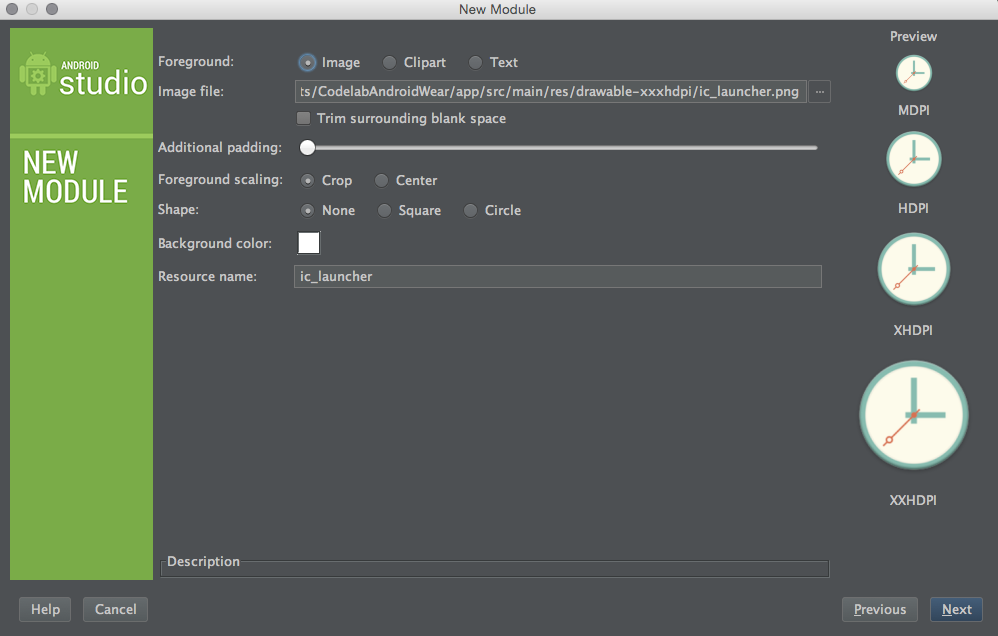 New Module
ANDROID
studio
NEW
MODULE
Foreground: Image Clipart Text
Image file: ts/CodelabAndroidWear/app/src/main/res/drawable-xxxhdpi/ic_launcher.png ...
Trim surrounding blank space
Additional padding:
Foreground scaling: Crop Center
Shape: None Square Circle
Background color:
Resource name: ic_launcher
Preview
MDPI
HDPI
XHDPI
XXHDPI
Description
Help Cancel Previous Next